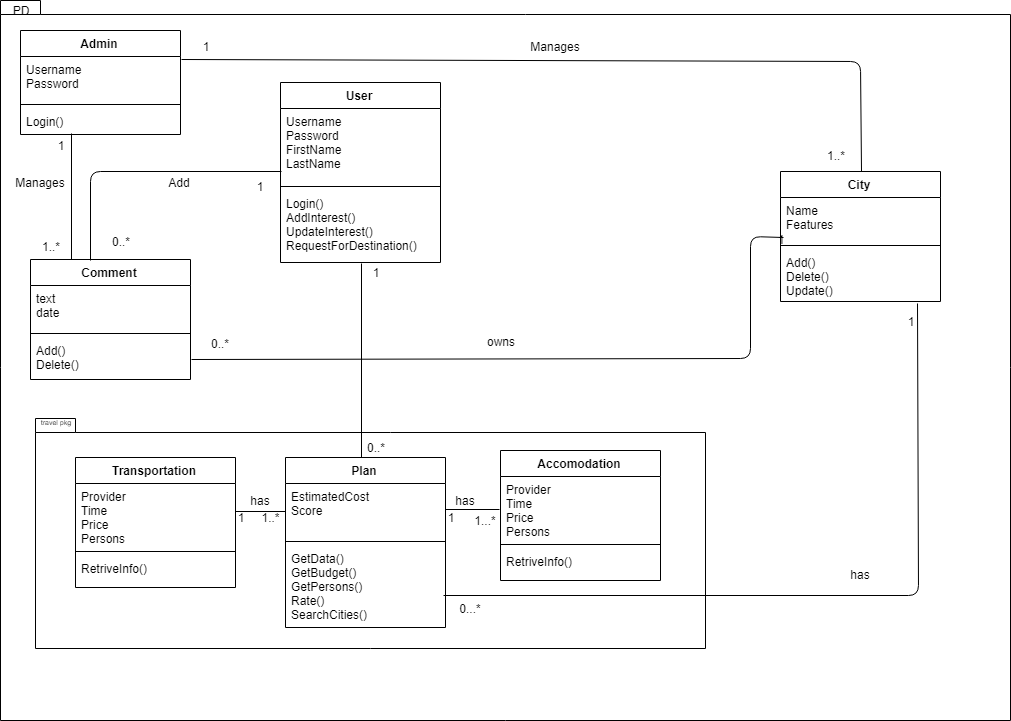 PD
Admin
Username
Password
Login()
1
Manages
1
Manages
1..*
User
Username
Password
FirstName
LastName
Login()
AddInterest()
UpdateInterest()
RequestForDestination()
Add
1
0..*
1
1..*
City
Name
Features
Add()
Delete()
Update()
1
1
Comment
text
date
Add()
Delete()
0..*
owns
travel pkg
0..*
Transportation
Provider
Time
Price
Persons
RetriveInfo()
has
1
1..*
Plan
EstimatedCost
Score
GetData()
GetBudget()
GetPersons()
Rate()
SearchCities()
has
1
1...*
Accomodation
Provider
Time
Price
Persons
RetriveInfo()
has
0...*